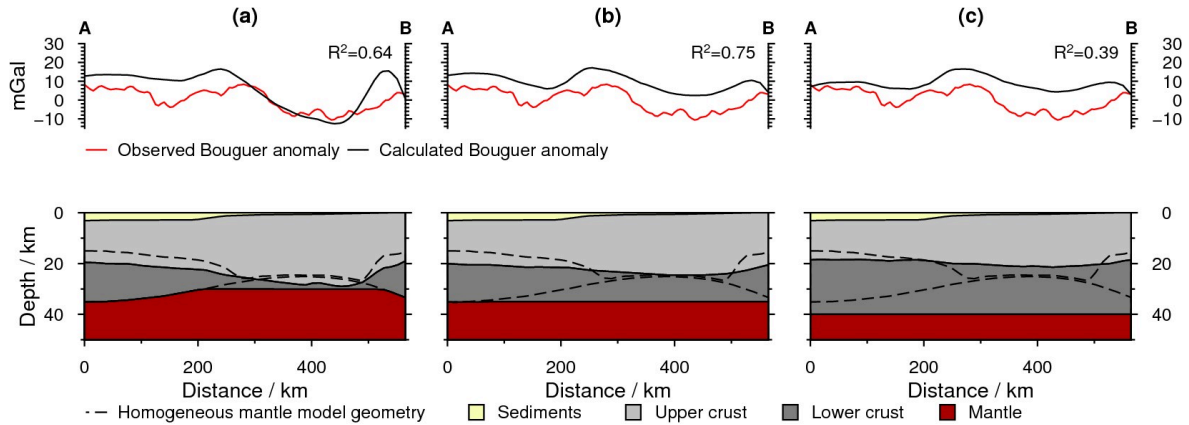 (a) (b) (c)
A B A B A B
30 R²=0.64 R²=0.75 R²=0.39 30
20 20
10 10
0 0
−10 −10
mGal
Observed Bouguer anomaly Calculated Bouguer anomaly
0 0
20 20
40 40
Depth / km
0 200 400 0 200 400 0 200 400
Distance / km Distance / km Distance / km
Homogeneous mantle model geometry Sediments Upper crust Lower crust Mantle